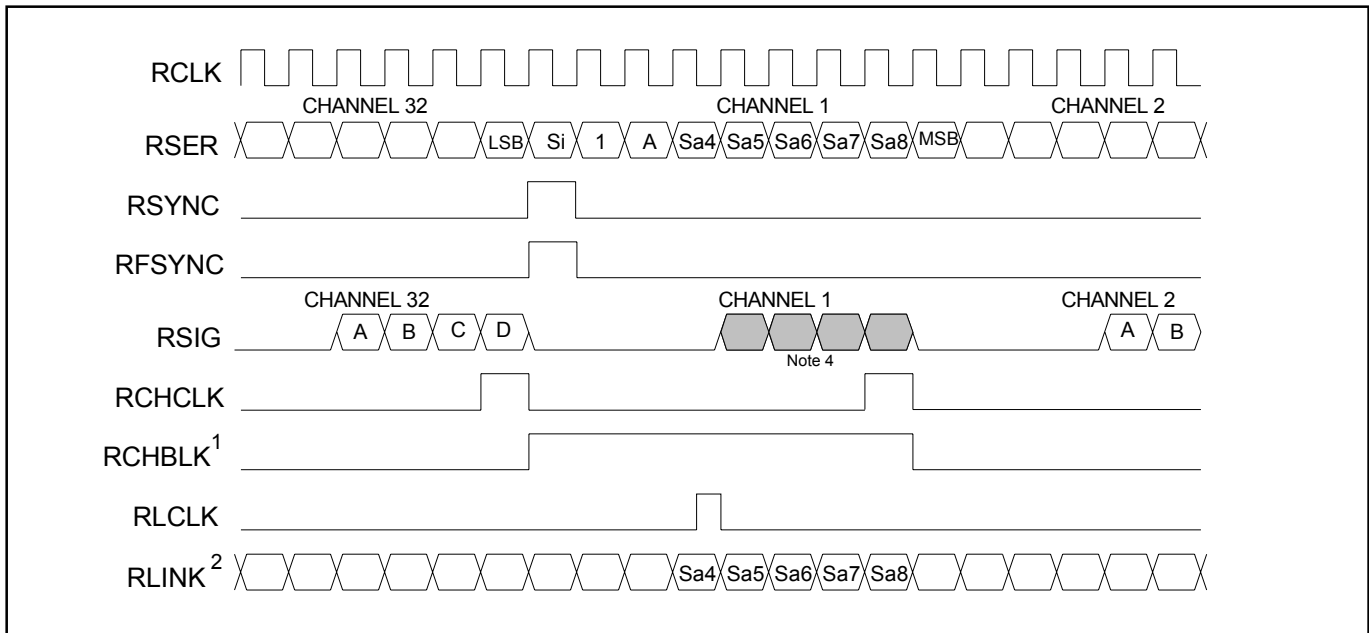 RCLK
CHANNEL 32 CHANNEL 1 CHANNEL 2
RSER LSB Si 1 A Sa4 Sa5 Sa6 Sa7 Sa8 MSB
RSYNC
RFSYNC
CHANNEL 32 CHANNEL 1 CHANNEL 2
RSIG A B C D A B
Note 4
RCHCLK
RCHBLK1
RLCLK
RLINK2 Sa4 Sa5 Sa6 Sa7 Sa8